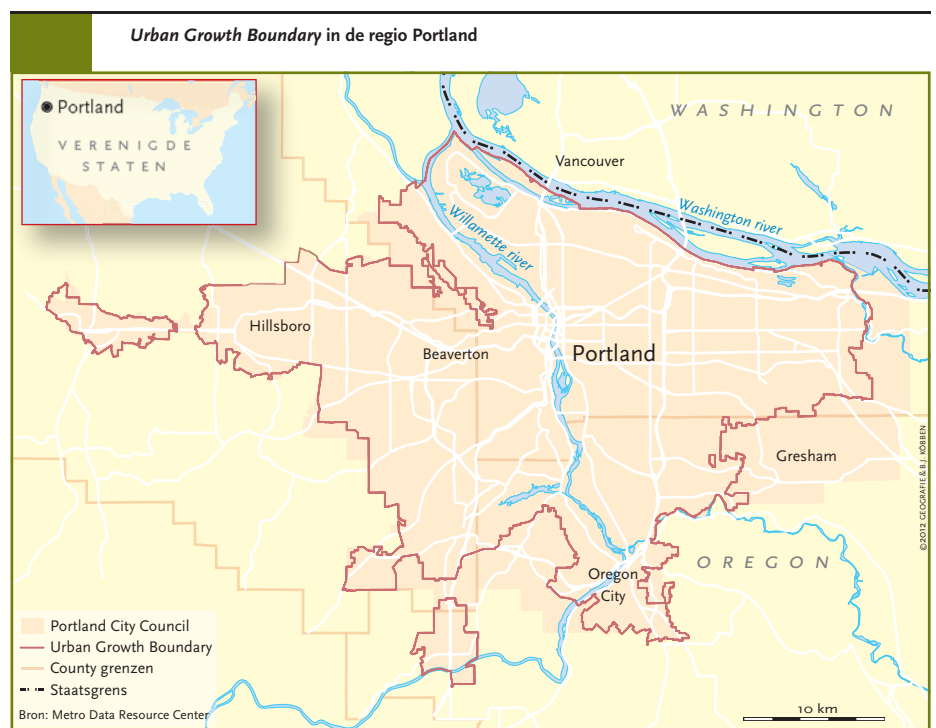 Urban Growth Boundary in de regio Portland
Portland
VERENIGDE
STATEN
WASHINGTON
Vancouver
Washington river
Willamette river
Hillsboro
Beaverton
Portland
Gresham
OREGON
Oregon
City
Portland City Council
Urban Growth Boundary
County grenzen
Staatsgrens
Bron: Metro Data Resource Center
10 km
©2012 GEOGRAFIE & B.J. KÖBBEN